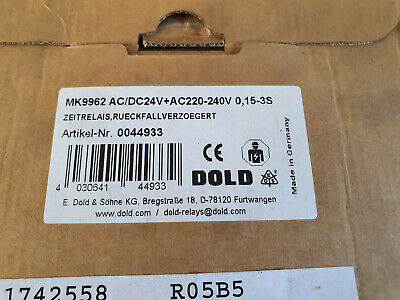 MK9962 AC/DC24V+AC220-240V 0,15-3S
ZEITRELAIS,RUECKFALLVERZOEGERT
Artikel-Nr. 0044933
Made in Germany
CE
DOLD
4 030641 44933
E. Dold & Söhne KG, Bregstraße 18, D-78120 Furtwangen
www.dold.com / dold-relays@dold.com
1742558 R05B5